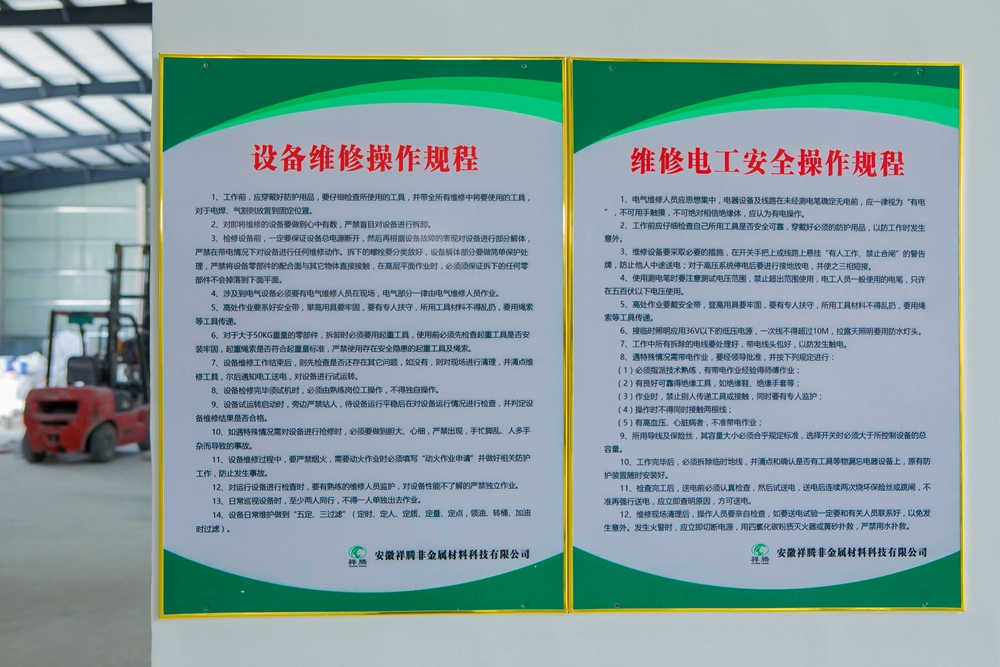 设备维修操作规程
1、工作前，应穿戴好防护用品，要仔细检查所使用的工具，并带全所有维修中将要使用的工具，
对于电焊、气割则放置到固定位置。
2、对即将维修的设备要做到心中有数，严禁盲目对设备进行拆卸。
3、检修设备前，一定要保证设备总电源断开，然后再根据设备故障的表现对设备进行部分解体，
严禁在带电情况下对设备进行任何维修动作。拆下的螺栓要分类放好，设备解体部分要做简单保护处
理，严禁将设备零部件的配合面与其它物体直接接触，在高层平面作业时，必须须保证拆下的任何零
部件不会掉落到下面平面。
4、涉及到电气设备必须要有电气维修人员在现场，电气部分一律由电气维修人员作业。
5、高处作业要系好安全带，攀高用具要牢固，要有专人扶守，所用工具材料不得乱扔，要用绳索
等工具传递。
6、对于大于50KG重量的零部件，拆卸时必须要用起重工具，使用前必须先检查起重工具是否安
装牢固，起重绳索是否符合起重量标准，严禁使用存在安全隐患的起重工具及绳索。
7、设备维修工作结束后，则先检查是否还存在其它问题，如没有，则对现场进行清理，并清点维
修工具，尔后通知电工送电，对设备进行试运转。
8、设备检修完毕须试机时，必须由熟练岗位工操作，不得独自操作。
9、设备试运转启动时，旁边严禁站人，待设备运行平稳后在对设备运行情况进行检查，并判定设
备维修结果是否合格。
10、如遇特殊情况需对设备进行抢修时，必须要做到胆大、心细，严禁出现，手忙脚乱、人多手
杂而导致的事故。
11、设备维修过程中，要严禁烟火，需要动火作业时必须填写“动火作业申请”并做好相关防护
工作，防止发生事故。
12、对运行设备进行检查时，要有熟练的维修人员监护，对设备性能不了解的严禁独立作业。
13、日常巡视设备时，至少两人同行，不得一人单独出去作业。
14、设备日常维护做到“五定、三过滤”（定时、定人、定质、定量、定点，领油、转桶、加油
时过滤）。
祥腾
安徽祥腾非金属材料科技有限公司
维修电工安全操作规程
1、电气维修人员应思想集中，电器设备及线路在未经测电笔确定无电前，应一律视为“有电
”，不可用手触摸，不可绝对相信绝缘体，应认为有电操作。
2、工作前应仔细检查自己所用工具是否安全可靠，穿戴好必须的防护用品，以防工作时发生
意外。
3、维修设备要采取必要的措施，在开关手把上或线路上悬挂“有人工作、禁止合闸”的警告
牌，防止他人中途送电；对于高压系统停电后要进行接地放电，并使之三相短接。
4、使用测电笔时要注意测试电压范围，禁止超出范围使用，电工人员一般使用的电笔，只许
在五百伏以下电压使用。
5、高处作业要戴安全带，登高用具要牢固，要有专人扶守，所用工具材料不得乱扔，要用绳
索等工具传递。
6、接临时照明应用36V以下的低压电源，一次线不得超过10M，拉露天照明要用防水灯头。
7、工作中所有拆除的电线要处理好，带电线头包好，以防发生触电。
8、遇特殊情况需带电作业，要经领导批准，并按下列规定进行：
（1）必须指派技术熟练，有带电作业经验得师傅作业；
（2）有良好可靠得绝缘工具，如绝缘鞋、绝缘手套等；
（3）作业时，禁止别人传递工具或接触，同时要有专人监护；
（4）操作时不得同时接触两根线；
（5）有高血压、心脏病者，不准带电作业；
9、所用导线及保险丝，其容量大小必须合乎规定标准，选择开关时必须大于所控制设备的总
容量。
10、工作完毕后，必须拆除临时地线，并清点和确认是否有工具等物漏忘电器设备上，原有防
护装置随时安装好。
11、检查完工后，送电前必须认真检查，然后试送电，送电后连续两次烧坏保险丝或跳闸，不
准再强行送电，应立即查明原因，方可送电。
12、维修现场清理后，操作人员要亲自检查，如要送电试验一定要和有关人员联系好，以免发
生意外。发生火警时，应立即切断电源，用四氯化碳粉质灭火器或黄砂扑救，严禁用水扑救。
祥腾
安徽祥腾非金属材料科技有限公司